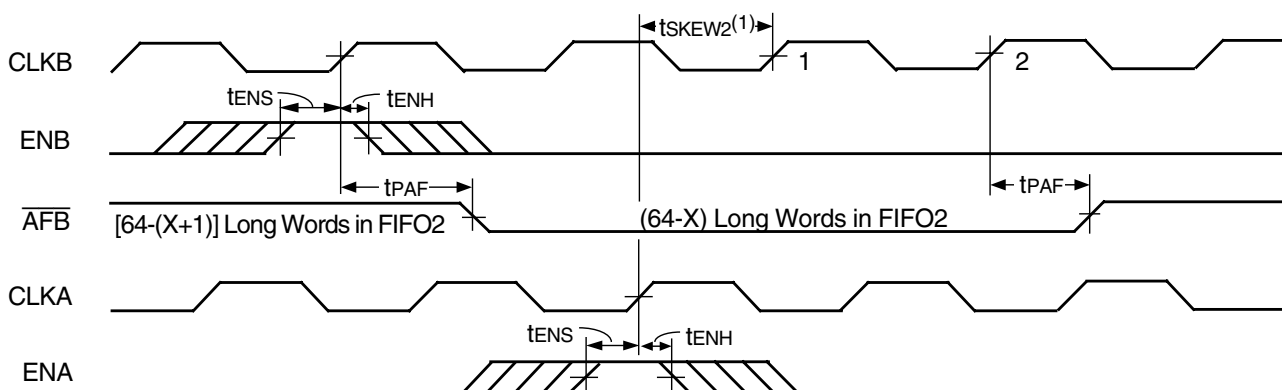 tSKEW2(1)
CLKB
1
2
tENS
tENH
ENB
tPAF
tPAF
AFB
[64-(X+1)] Long Words in FIFO2
(64-X) Long Words in FIFO2
CLKA
tENS
tENH
ENA